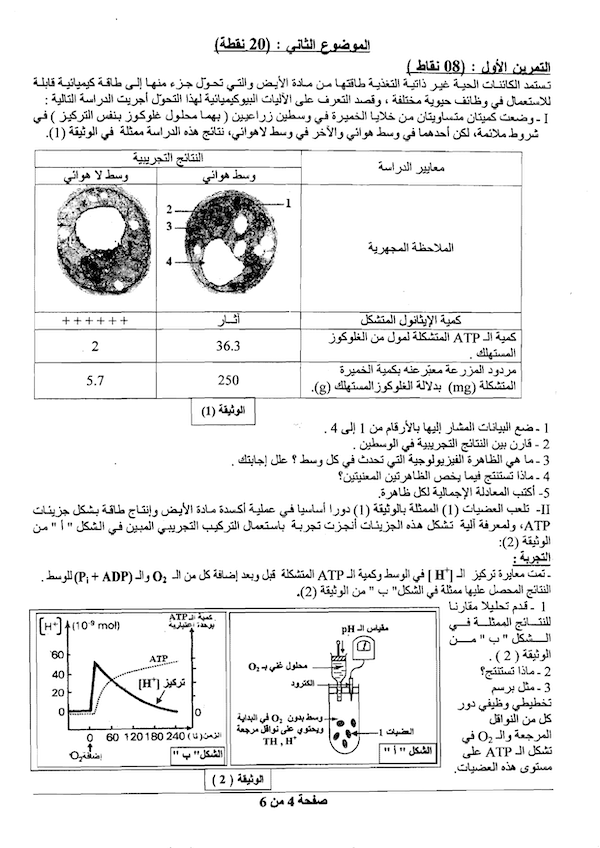 الموضوع الثاني : (20 نقطة)
التمرين الأول : (08 نقاط )
تستمد الكائنات الحية غير ذاتية التغذية طاقتها من مادة الأيض والتي تحول جزء منها إلى طاقة كيميائية قابلة
للاستعمال في وظائف حيوية مختلفة ، وقصد التعرف على الآليات البيوكيميائية لهذا التحول أجريت الدراسة التالية :
I - وضعت كميتان متساويتان من خلايا الخميرة في وسطين زراعيين ( بهما محلول غلوكوز بنفس التركيز ) في
شروط ملائمة، لكن أحدهما في وسط هوائي والآخر في وسط لاهوائي، نتائج هذه الدراسة ممثلة في الوثيقة (1).
معايير الدراسة
النتائج التجريبية
وسط هوائي
وسط لا هوائي
الملاحظة المجهرية
1
2
3
4
كمية الإيثانول المتشكل
آثـــار
+ + + + + +
كمية الـ ATP المتشكلة لمول من الغلوكوز
المستهلك .
36.3
2
مردود المزرعة معبّر عنه بكمية الخميرة
المتشكلة (mg) بدلالة الغلوكوزالمستهلك (g).
250
5.7
الوثيقة (1)
1 - ضع البيانات المشار إليها بالأرقام من 1 إلى 4 .
2 - قارن بين النتائج التجريبية في الوسطين .
3 - ما هي الظاهرة الفيزيولوجية التي تحدث في كل وسط ؟ علل إجابتك .
4 - ماذا تستنتج فيما يخص الظاهرتين المعنيتين؟
5- أكتب المعادلة الإجمالية لكل ظاهرة.
II- تلعب العضيات (1) الممثلة بالوثيقة (1) دورا أساسيا في عملية أكسدة مادة الأيض وإنتاج طاقة بشكل جزيئات
ATP، ولمعرفة آلية تشكل هذه الجزيئات أنجزت تجربة باستعمال التركيب التجريبي المبين في الشكل " أ " من
الوثيقة (2):
التجربة :
- تمت معايرة تركيز الـ [ H+] في الوسط وكمية الـ ATP المتشكلة قبل وبعد إضافة كل من الـ O2 والـ (Pi + ADP) للوسط.
النتائج المحصل عليها ممثلة في الشكل" ب " من الوثيقة (2).
1 - قدم تحليلا مقارنا
للنتائج الممثلة في
الشكل " ب " من
الوثيقة ( 2 ) .
2 - ماذا تستنتج؟
3 - مثل برسم
تخطيطي وظيفي دور
كل من النواقل
المرجعة والـ O2 في
تشكل الـ ATP على
مستوى هذه العضيات.
مقياس الـ pH
محلول غني بـ O2
الكترود
وسط بدون O2 في البداية
ويحتوي على نواقل مرجعة
TH , H+
العضيات 1
الشكل " أ "
[H+] (10-9 mol)
كمية الـ ATP
بوحدة اعتبارية
60
40
20
0
ATP
تركيز [H+]
0 60 120 180 240
الزمن (ثا)
إضافة O2
الشكل" ب "
الوثيقة ( 2 )
صفحة 4 من 6